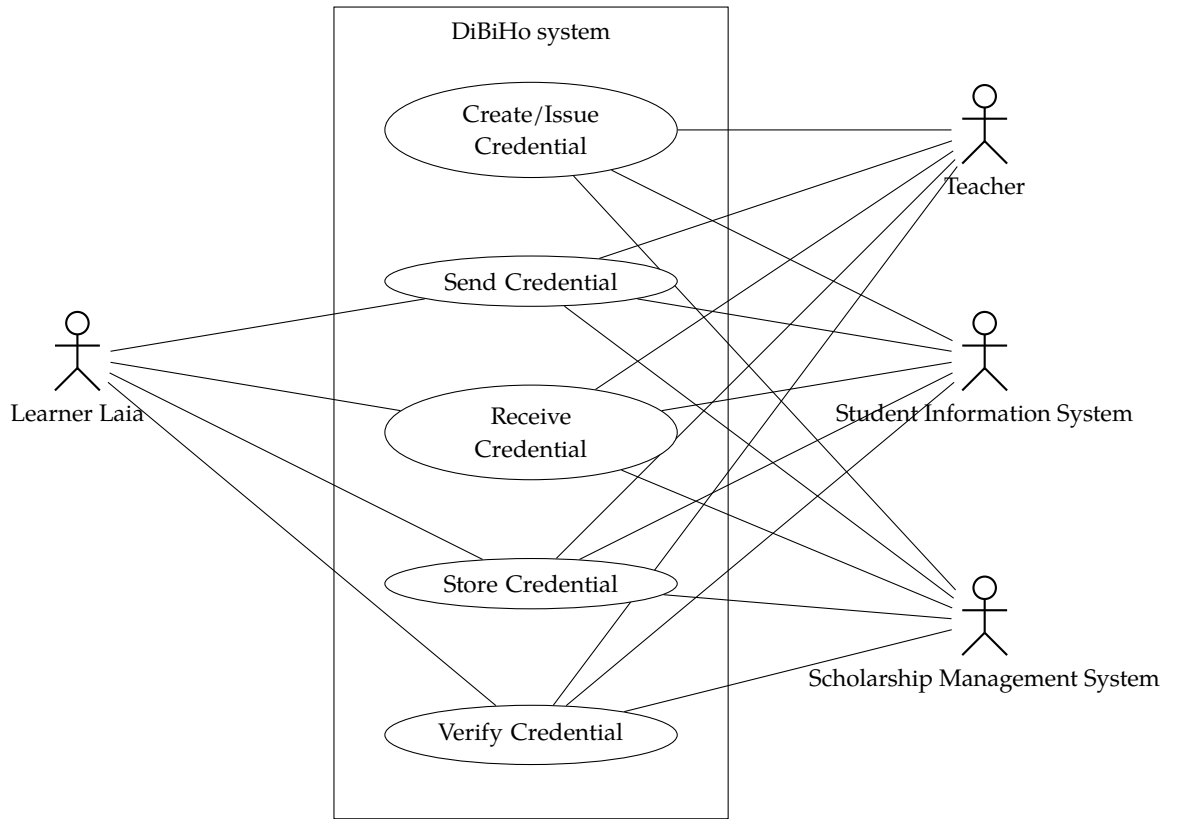 DiBiHo system
Create/Issue
Credential
Teacher
Send Credential
Learner Laia
Receive
Credential
Student Information System
Store Credential
Scholarship Management System
Verify Credential